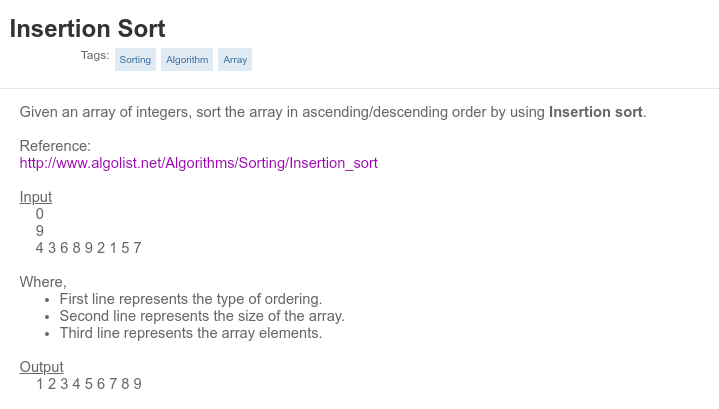 Insertion Sort
Tags: Sorting Algorithm Array
Given an array of integers, sort the array in ascending/descending order by using Insertion sort.
Reference:
http://www.algolist.net/Algorithms/Sorting/Insertion_sort
Input
0
9
4 3 6 8 9 2 1 5 7
Where,
• First line represents the type of ordering.
• Second line represents the size of the array.
• Third line represents the array elements.
Output
1 2 3 4 5 6 7 8 9